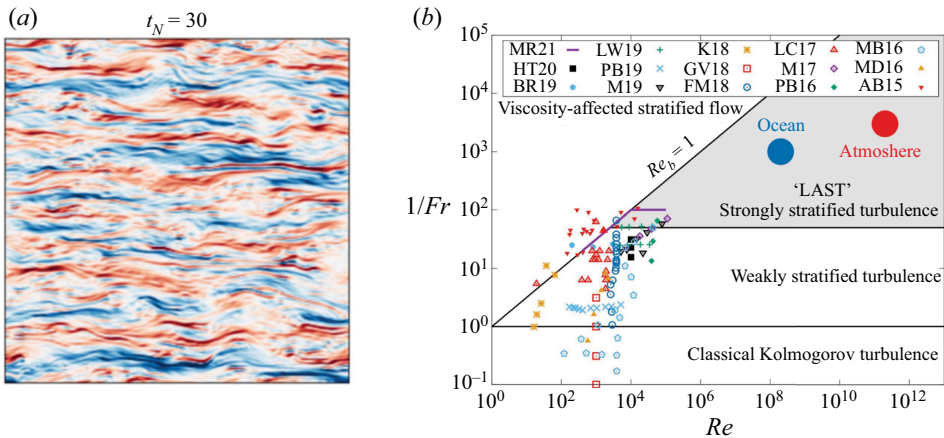 (a)
t_N = 30
(b)
10^5
10^4
10^3
1/Fr
10^2
10^1
10^0
10^−1
MR21 LW19 K18 LC17 MB16
HT20 PB19 GV18 M17 MD16
BR19 M19 FM18 PB16 AB15
Viscosity-affected stratified flow
Re_b = 1
Ocean
Atmoshere
‘LAST’
Strongly stratified turbulence
Weakly stratified turbulence
Classical Kolmogorov turbulence
10^0 10^2 10^4 10^6 10^8 10^10 10^12
Re